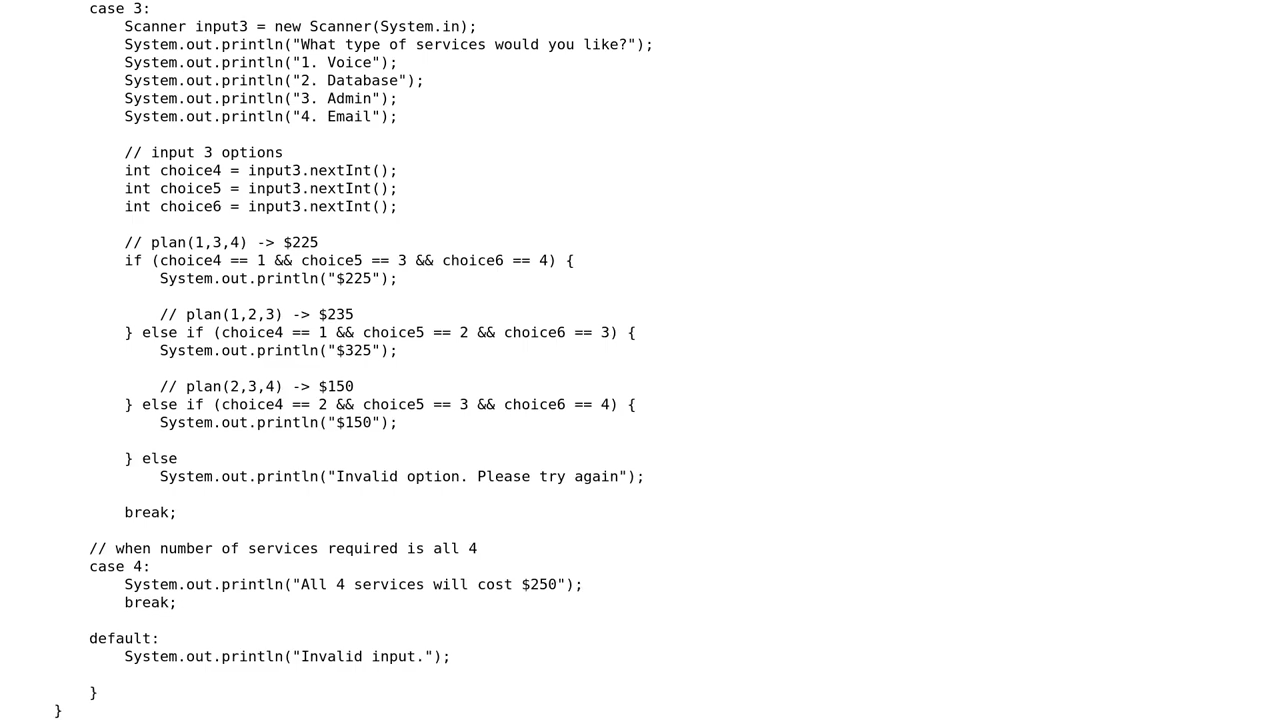 case 3:
Scanner input3 = new Scanner(System.in);
System.out.println("What type of services would you like?");
System.out.println("1. Voice");
System.out.println("2. Database");
System.out.println("3. Admin");
System.out.println("4. Email");
// input 3 options
int choice4 = input3.nextInt();
int choice5 = input3.nextInt();
int choice6 = input3.nextInt();
// plan(1,3,4) -> $225
if (choice4 == 1 && choice5 == 3 && choice6 == 4) {
System.out.println("$225");
// plan(1,2,3) -> $235
} else if (choice4 == 1 && choice5 == 2 && choice6 == 3) {
System.out.println("$325");
// plan(2,3,4) -> $150
} else if (choice4 == 2 && choice5 == 3 && choice6 == 4) {
System.out.println("$150");
} else
System.out.println("Invalid option. Please try again");
break;
// when number of services required is all 4
case 4:
System.out.println("All 4 services will cost $250");
break;
default:
System.out.println("Invalid input.");
}
}